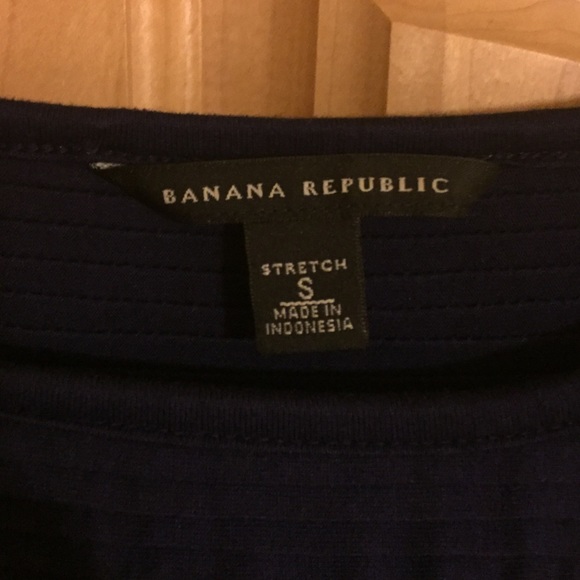 BANANA REPUBLIC
STRETCH
S
MADE IN
INDONESIA